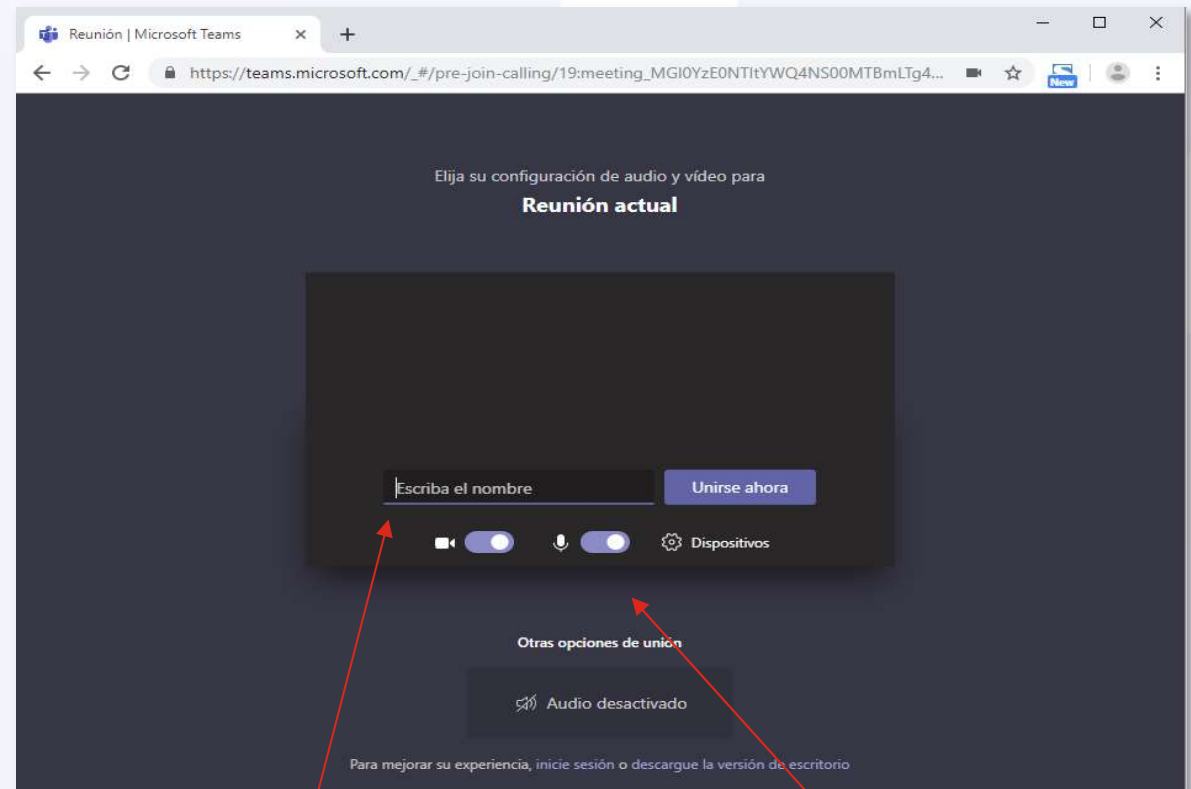 Reunión | Microsoft Teams
https://teams.microsoft.com/_#/pre-join-calling/19:meeting_MGI0YzE0NTItYWQ4NS00MTBmLTg4...
New
Elija su configuración de audio y vídeo para
Reunión actual
Escriba el nombre
Unirse ahora
Dispositivos
Otras opciones de unión
Audio desactivado
Para mejorar su experiencia, inicie sesión o descargue la versión de escritorio